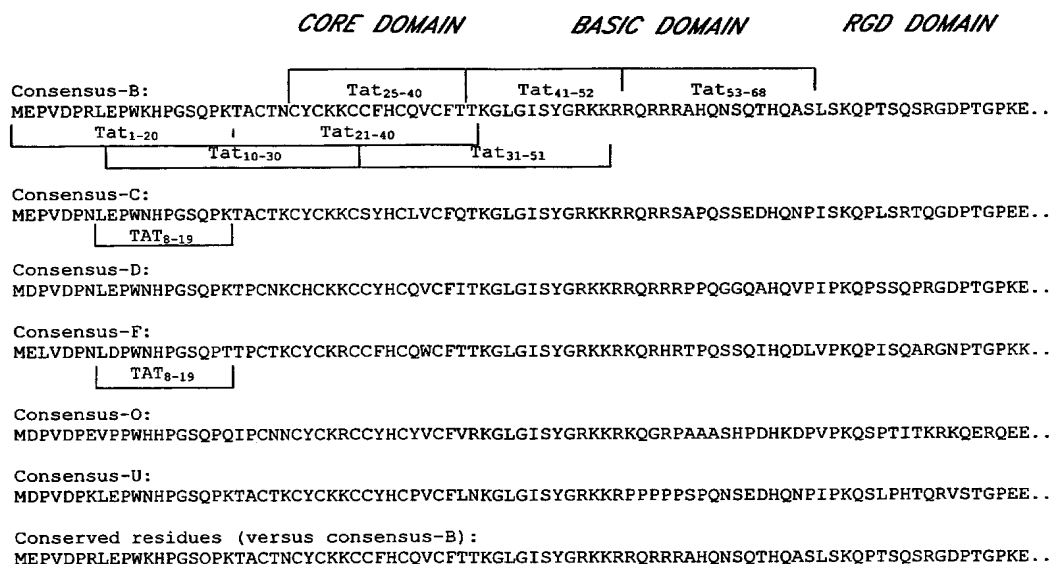 CORE DOMAIN BASIC DOMAIN RGD DOMAIN
Tat25-40 Tat41-52 Tat53-68
Consensus-B:
MEPVDPRLEPWKHPGSQPKTACTNCYCKKCCFHCQVCFTTKGLGISYGRKKRRQRRRAHQNSQTHQASLSKQPTSQSRGDPTGPKE..
Tat1-20 Tat21-40
Tat10-30 Tat31-51
Consensus-C:
MEPVDPNLEPWNHPGSQPKTACTKCYCKKCSYHCLVCFQTKGLGISYGRKKRRQRRSAPQSSEDHQNPISKQPLSRTQGDPTGPEE..
TAT8-19
Consensus-D:
MDPVDPNLEPWNHPGSQPKTPCNKCHCKKCCYHCQVCFITKGLGISYGRKKRRQRRRPPQGGQAHQVPIPKQPSSQPRGDPTGPKE..
Consensus-F:
MELVDPNLDPWNHPGSQPTTPCTKCYCKRCCFHCQWCFTTKGLGISYGRKKRKQRHRTPQSSQIHQDLVPKQPISQARGNPTGPKK.
TAT8-19
Consensus-O:
MDPVDPEVPPWHHPGSQPQIPCNNCYCKRCCYHCYVCFVRKGLGISYGRKKRKQGRPAAASHPDHKDPVPKQSPTITKRKQERQEE..
Consensus-U:
MDPVDPKLEPWNHPGSQPKTACTKCYCKKCCYHCPVCFLNKGLGISYGRKKRPPPPPSPQNSEDHQNPIPKQSLPHTQRVSTGPEE..
Conserved residues (versus consensus-B):
MEPVDPRLEPWKHPGSQPKTACTNCYCKKCCFHCQVCFTTKGLGISYGRKKRRQRRRAHQNSQTHQASLSKQPTSQSRGDPTGPKE..